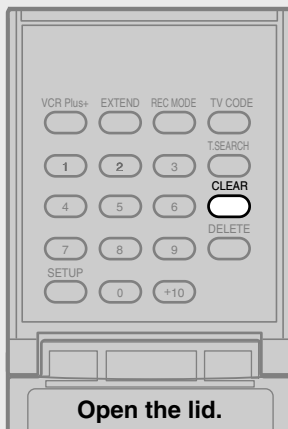 VCR Plus+ EXTEND REC MODE TV CODE
T.SEARCH
1 2 3
CLEAR
4 5 6
DELETE
7 8 9
SETUP
0 +10
Open the lid.